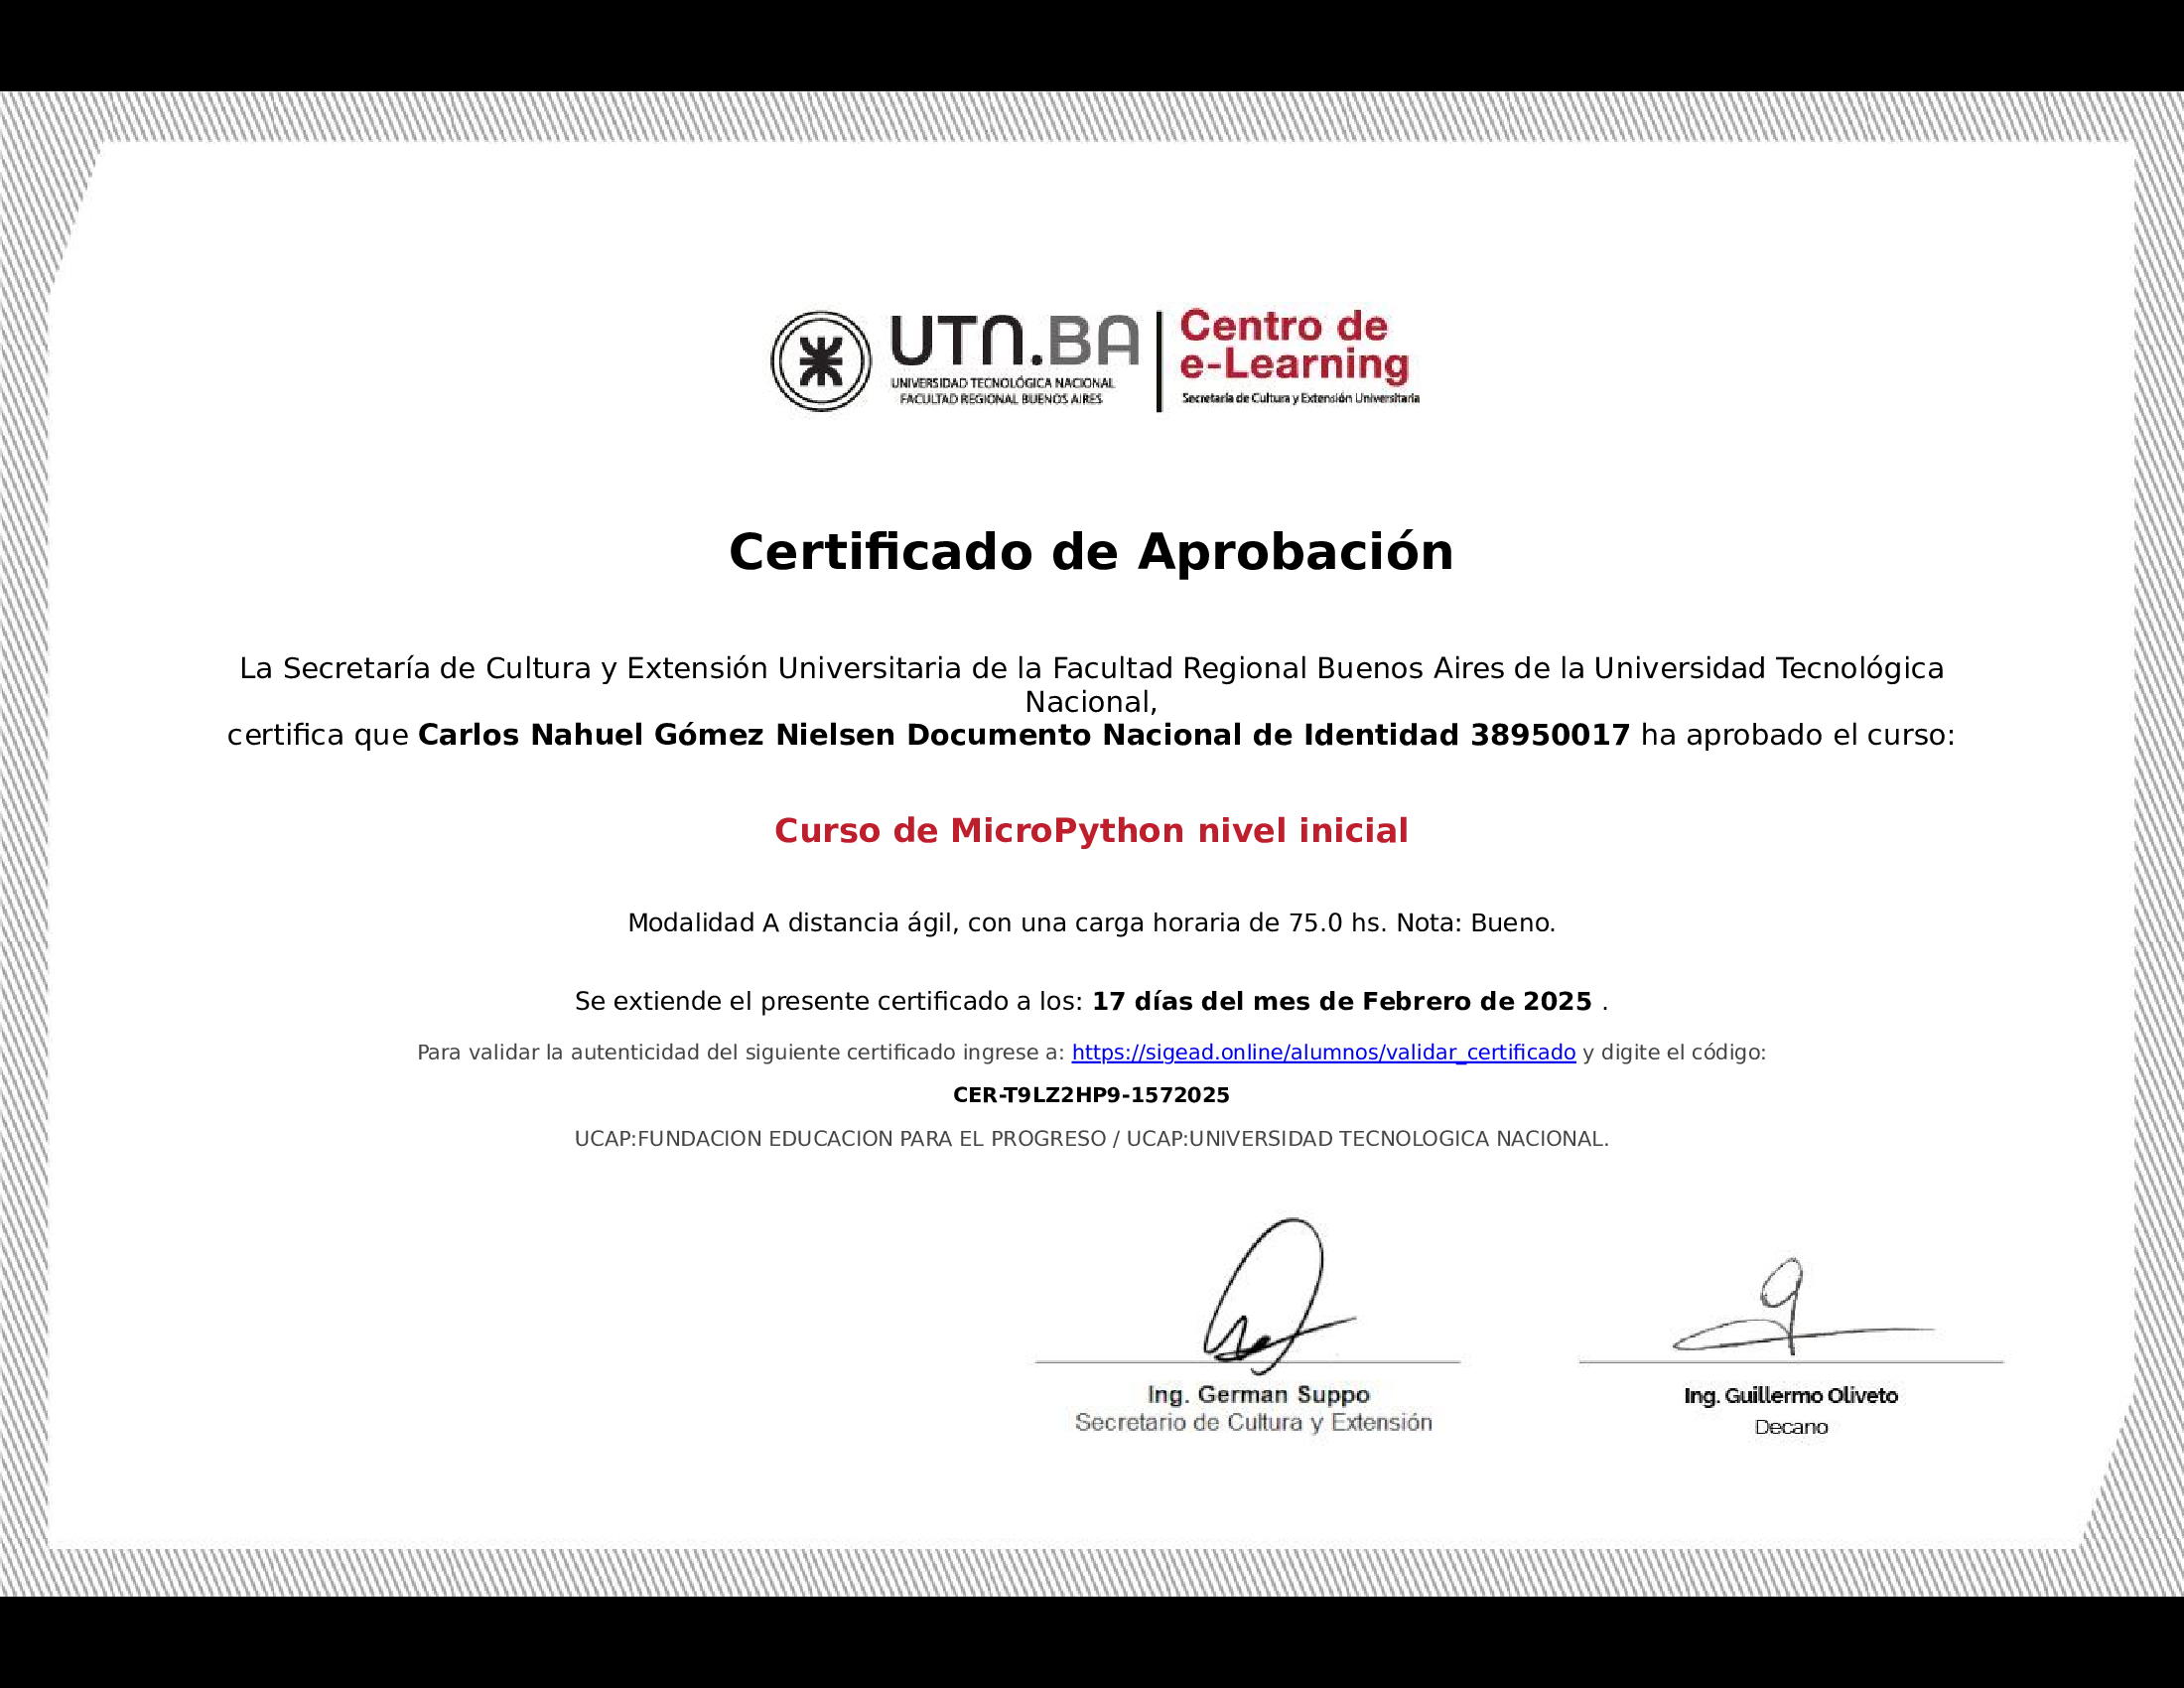 UTN.BA
UNIVERSIDAD TECNOLÓGICA NACIONAL
FACULTAD REGIONAL BUENOS AIRES
Centro de
e-Learning
Secretaría de Cultura y Extensión Universitaria
Certificado de Aprobación
La Secretaría de Cultura y Extensión Universitaria de la Facultad Regional Buenos Aires de la Universidad Tecnológica
Nacional,
certifica que Carlos Nahuel Gómez Nielsen Documento Nacional de Identidad 38950017 ha aprobado el curso:
Curso de MicroPython nivel inicial
Modalidad A distancia ágil, con una carga horaria de 75.0 hs. Nota: Bueno.
Se extiende el presente certificado a los: 17 días del mes de Febrero de 2025 .
Para validar la autenticidad del siguiente certificado ingrese a: https://sigead.online/alumnos/validar_certificado y digite el código:
CER-T9LZ2HP9-1572025
UCAP:FUNDACION EDUCACION PARA EL PROGRESO / UCAP:UNIVERSIDAD TECNOLOGICA NACIONAL.
Ing. German Suppo
Secretario de Cultura y Extensión
Ing. Guillermo Oliveto
Decano